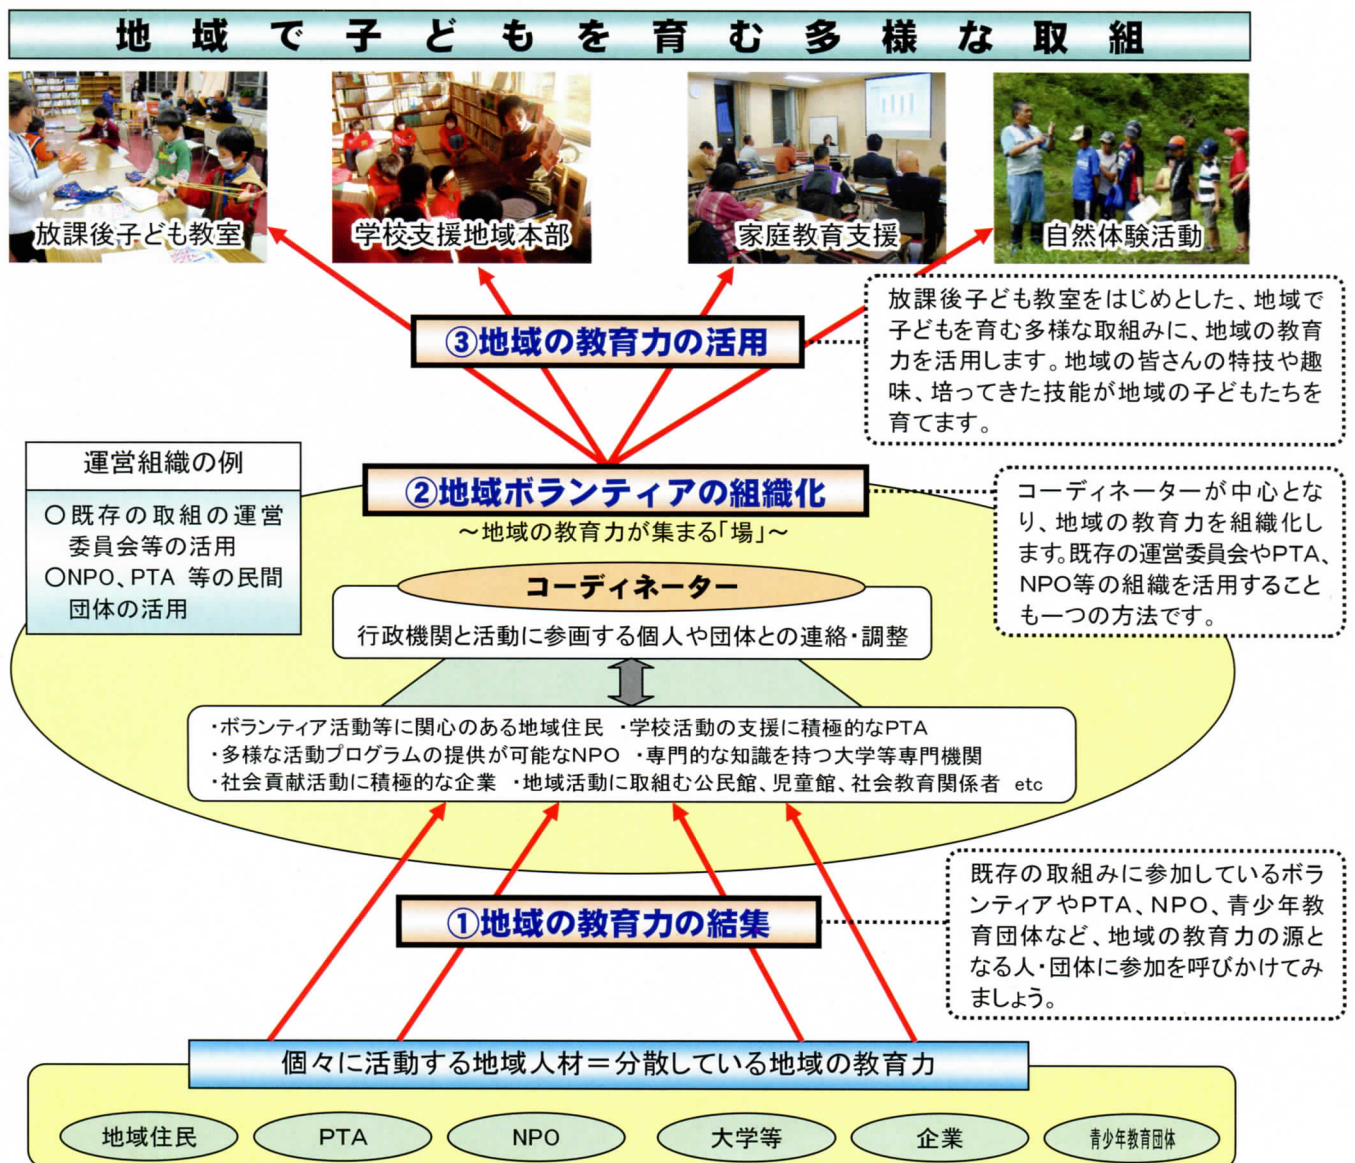 地域で子どもを育む多様な取組
放課後子ども教室
学校支援地域本部
家庭教育支援
自然体験活動
③地域の教育力の活用
放課後子ども教室をはじめとした、地域で
子どもを育む多様な取組みに、地域の教育
力を活用します。地域の皆さんの特技や趣
味、培ってきた技能が地域の子どもたちを
育てます。
運営組織の例
○既存の取組の運営
委員会等の活用
○NPO、PTA 等の民間
団体の活用
②地域ボランティアの組織化
～地域の教育力が集まる「場」～
コーディネーターが中心とな
り、地域の教育力を組織化し
ます。既存の運営委員会やPTA、
NPO等の組織を活用すること
も一つの方法です。
コーディネーター
行政機関と活動に参画する個人や団体との連絡・調整
・ボランティア活動等に関心のある地域住民 ・学校活動の支援に積極的なPTA
・多様な活動プログラムの提供が可能なNPO ・専門的な知識を持つ大学等専門機関
・社会貢献活動に積極的な企業 ・地域活動に取組む公民館、児童館、社会教育関係者 etc
①地域の教育力の結集
既存の取組みに参加しているボラ
ンティアやPTA、NPO、青少年教
育団体など、地域の教育力の源と
なる人・団体に参加を呼びかけてみ
ましょう。
個々に活動する地域人材＝分散している地域の教育力
地域住民
PTA
NPO
大学等
企業
青少年教育団体